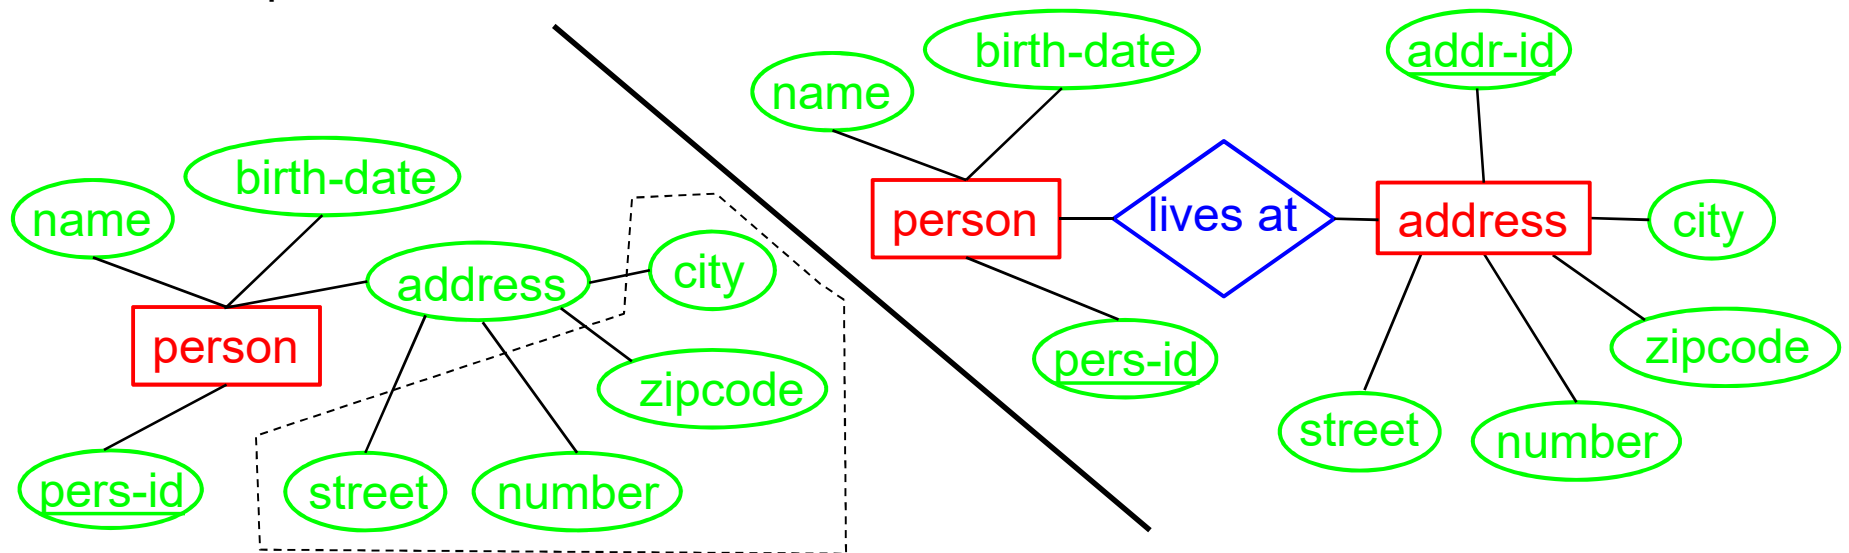 name
birth-date
address
city
person
zipcode
pers-id
street
number
name
birth-date
addr-id
person
lives at
address
city
pers-id
zipcode
street
number